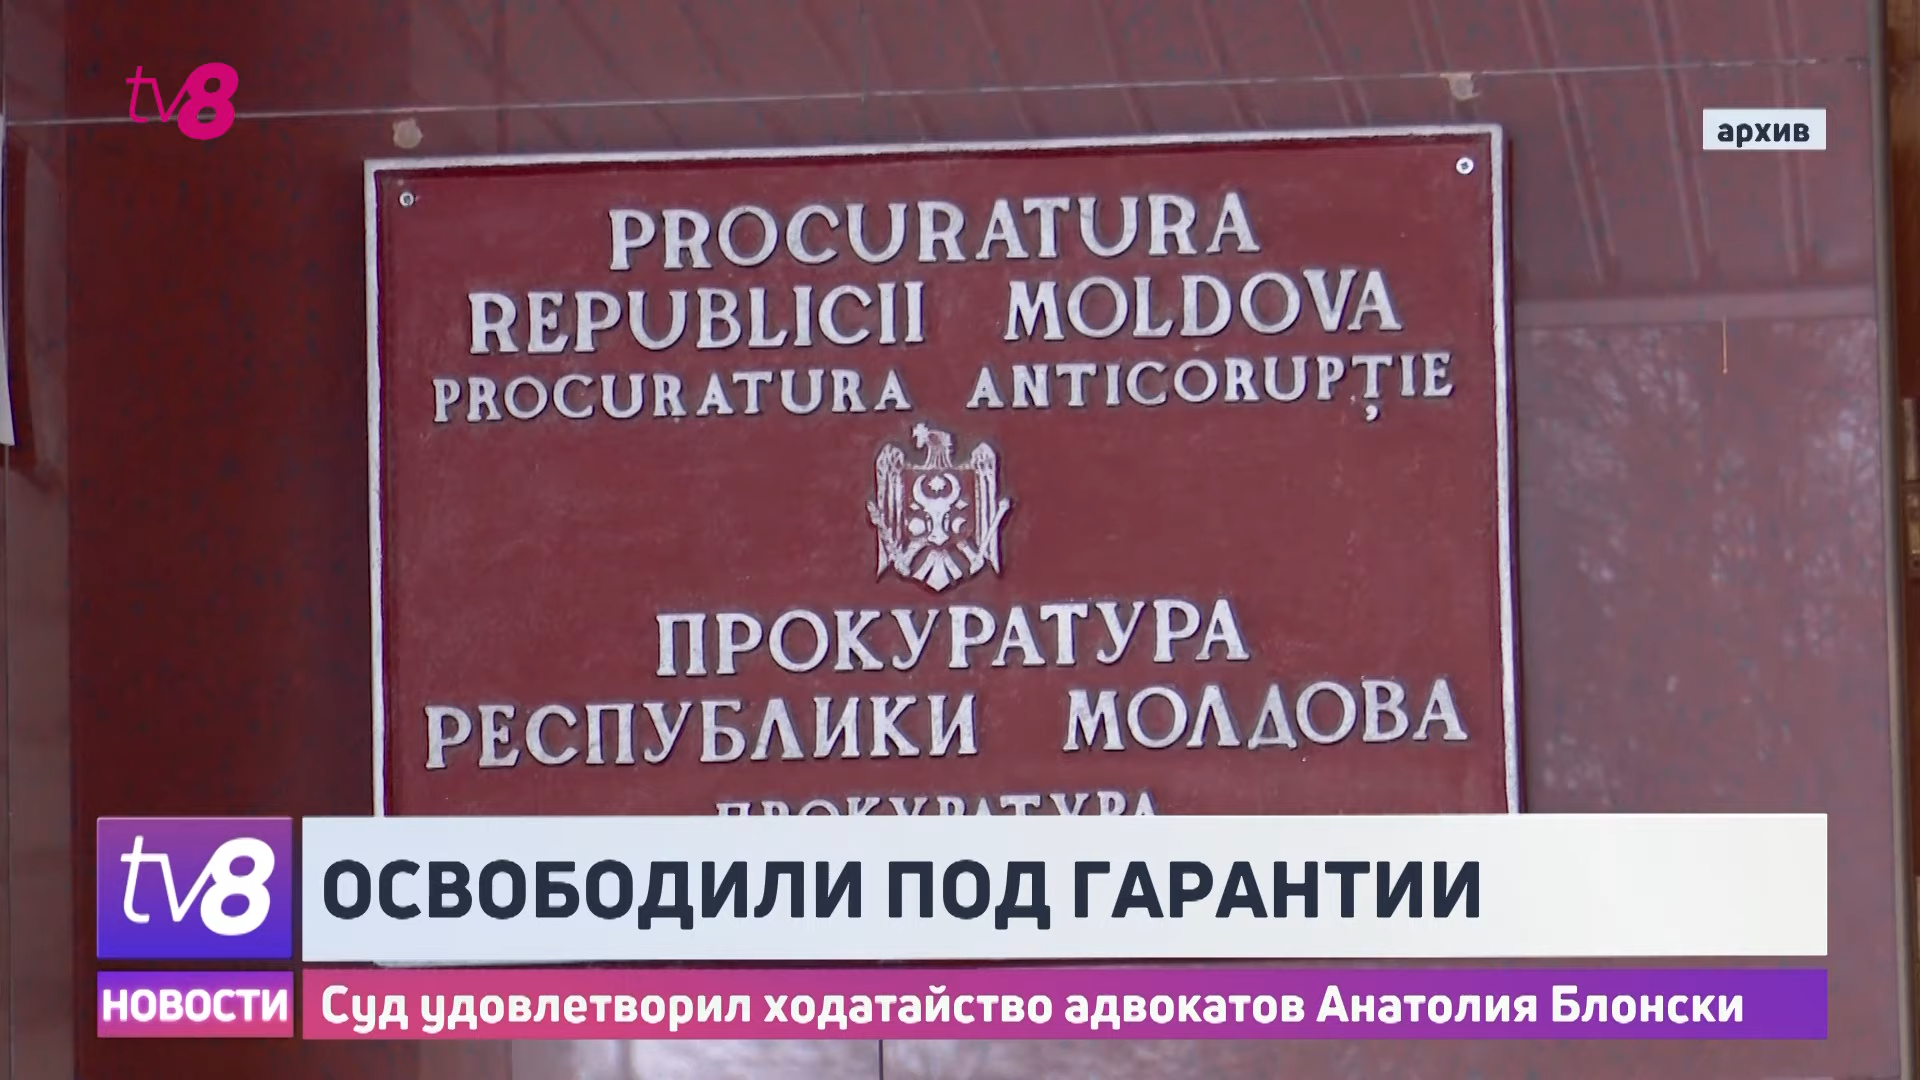 tv8
архив
PROCURATURA
REPUBLICII MOLDOVA
PROCURATURA ANTICORUPȚIE
ПРОКУРАТУРА
РЕСПУБЛИКИ МОЛДОВА
ПРОКУРАТУРА
tv8
ОСВОБОДИЛИ ПОД ГАРАНТИИ
НОВОСТИ
Суд удовлетворил ходатайство адвокатов Анатолия Блонски